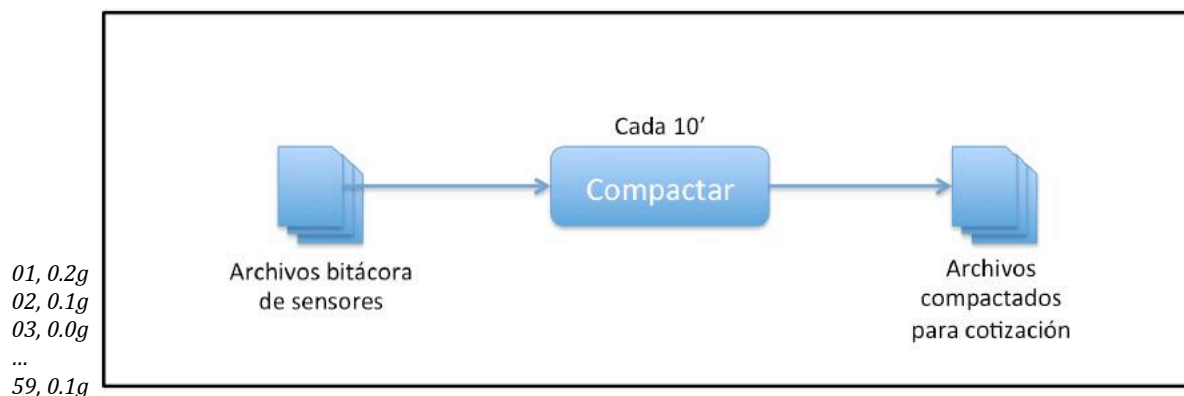 Cada 10’
Compactar
Archivos bitácora
de sensores
Archivos
compactados
para cotización
01, 0.2g
02, 0.1g
03, 0.0g
...
59, 0.1g